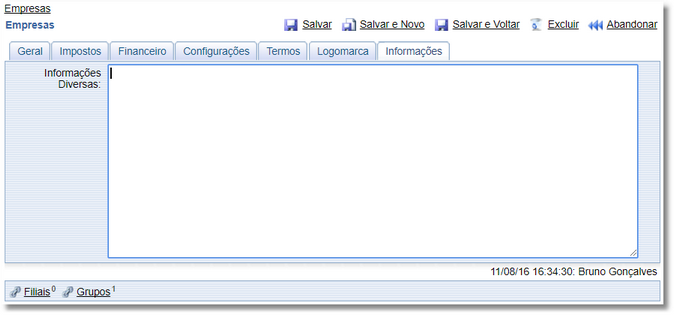 Empresas
Empresas Salvar Salvar e Novo Salvar e Voltar Excluir Abandonar
Geral Impostos Financeiro Configurações Termos Logomarca Informações
Informações
Diversas:
11/08/16 16:34:30: Bruno Gonçalves
Filiais 0 Grupos 1